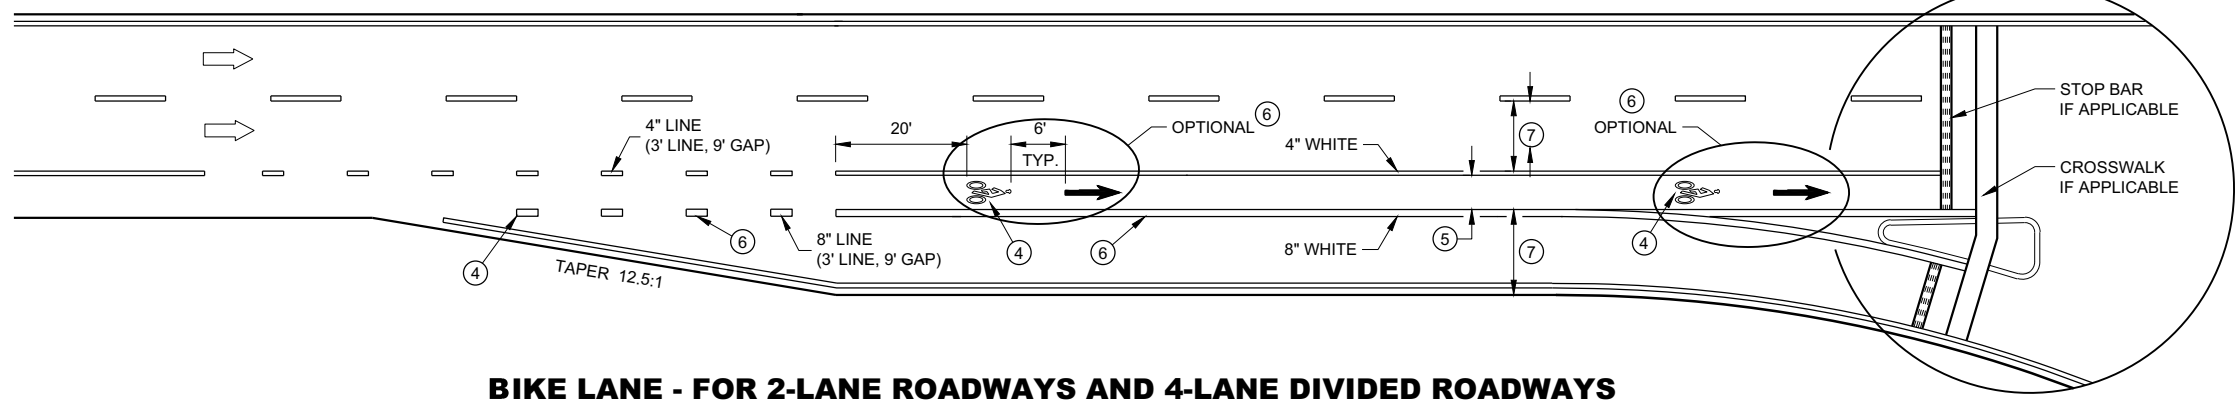 6
6
4" LINE
(3' LINE, 9' GAP)
20'
6'
TYP.
OPTIONAL
4" WHITE
7
OPTIONAL
STOP BAR
IF APPLICABLE
CROSSWALK
IF APPLICABLE
4
TAPER 12.5:1
6
8" LINE
(3' LINE, 9' GAP)
4
6
8" WHITE
5
7
4
BIKE LANE - FOR 2-LANE ROADWAYS AND 4-LANE DIVIDED ROADWAYS